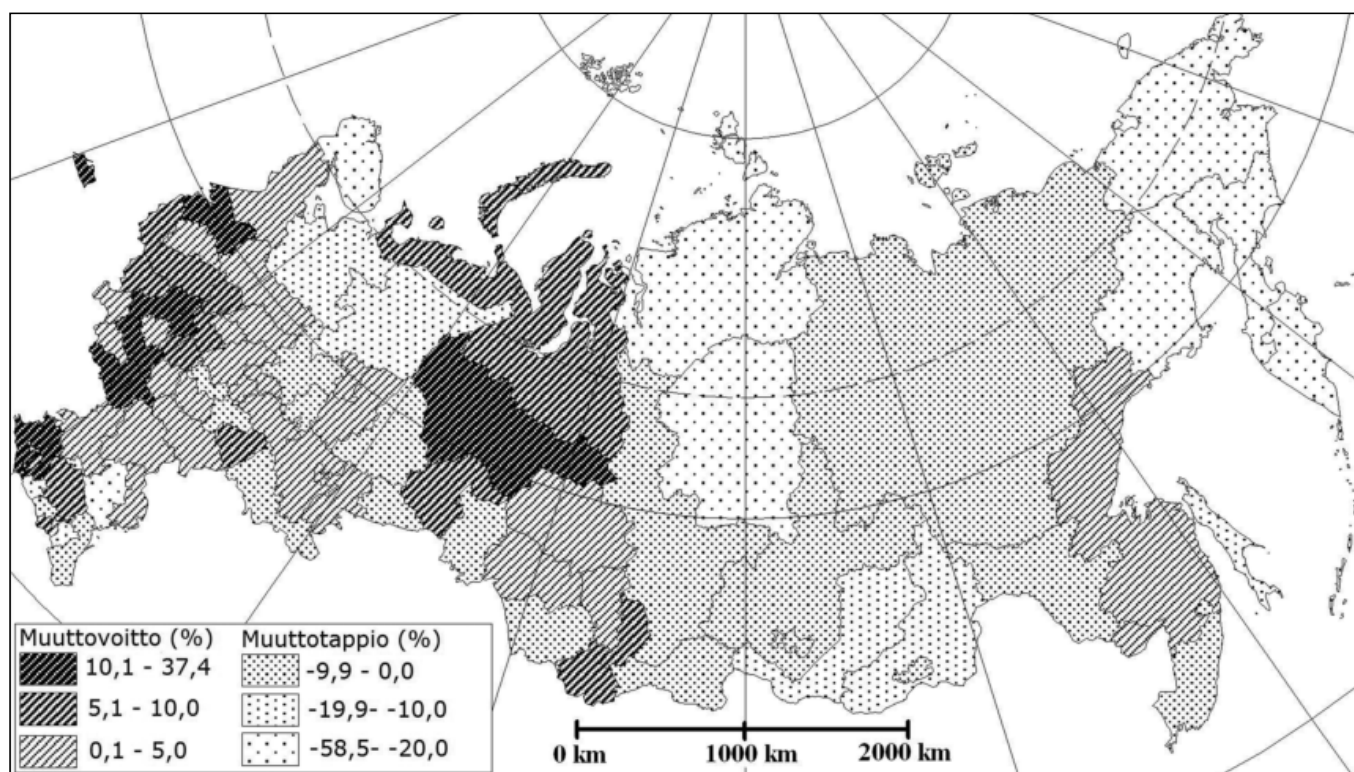 Muuttovoitto (%)
10,1 - 37,4
5,1 - 10,0
0,1 - 5,0
Muuttotappio (%)
-9,9 - 0,0
-19,9- -10,0
-58,5- -20,0
0 km
1000 km
2000 km